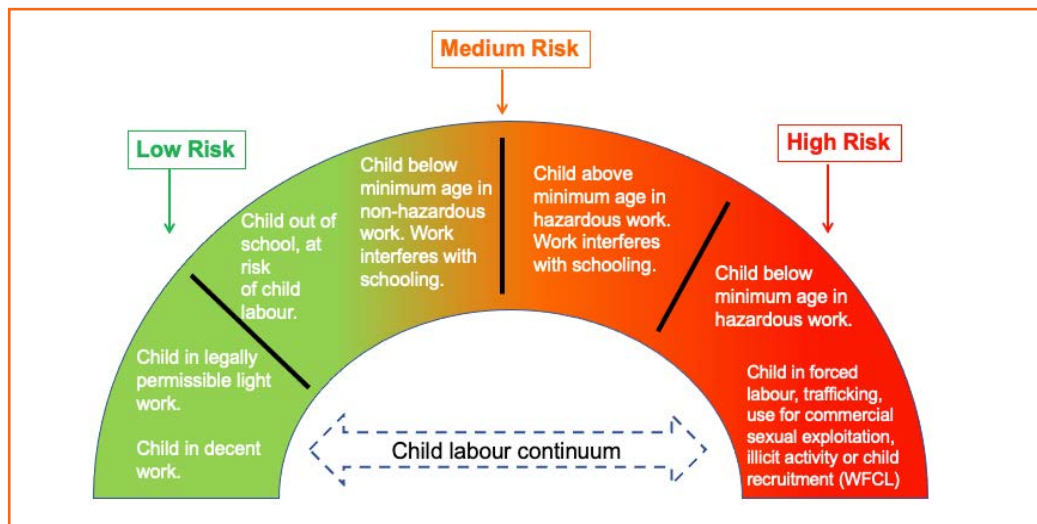 Medium Risk
Low Risk
High Risk
Child in legally
permissible light
work.
Child in decent
work.
Child out of
school, at
risk
of child
labour.
Child below
minimum age in
non-hazardous
work. Work
interferes with
schooling.
Child above
minimum age in
hazardous work.
Work interferes
with schooling.
Child below
minimum age in
hazardous work.
Child in forced
labour, trafficking,
use for commercial
sexual exploitation,
illicit activity or child
recruitment (WFCL)
Child labour continuum